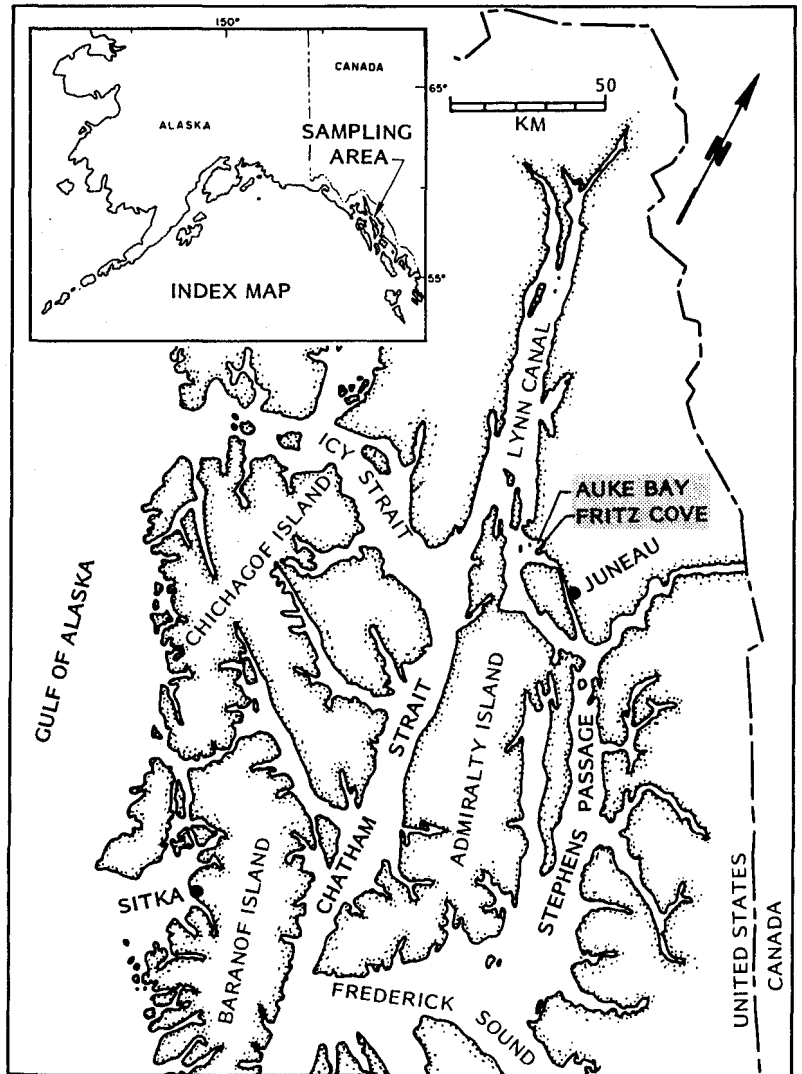 150°
CANADA
65°
ALASKA
SAMPLING
AREA
55°
INDEX MAP
50
KM
N
LYNN CANAL
ICY STRAIT
AUKE BAY
FRITZ COVE
CHICHAGOF ISLAND
JUNEAU
GULF OF ALASKA
CHATHAM STRAIT
ADMIRALTY ISLAND
STEPHENS PASSAGE
SITKA
BARANOF ISLAND
FREDERICK SOUND
UNITED STATES
CANADA